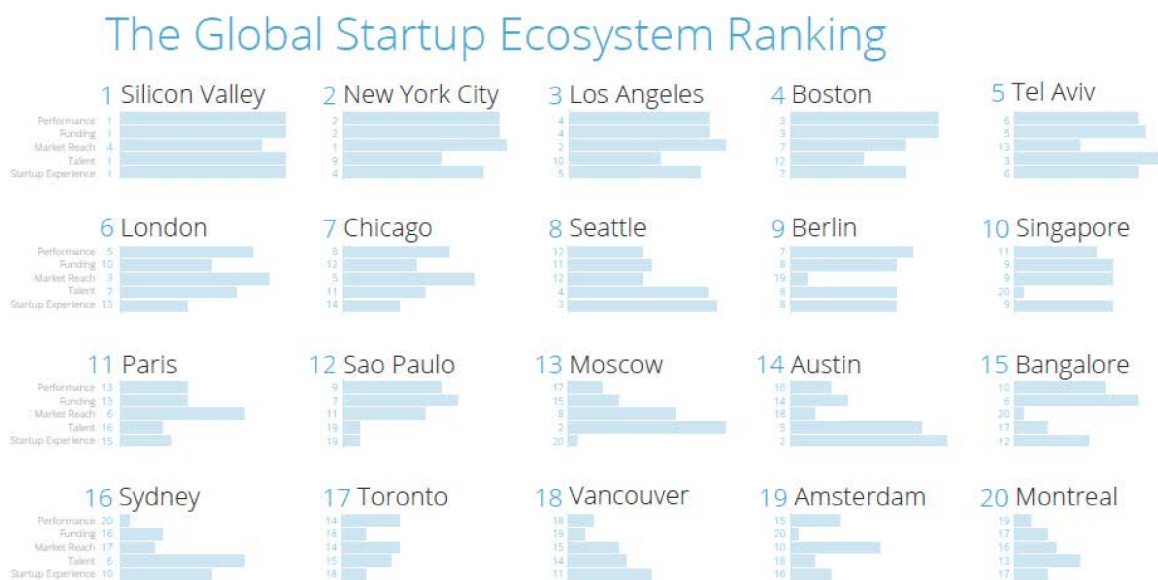 The Global Startup Ecosystem Ranking
1 Silicon Valley 2 New York City 3 Los Angeles 4 Boston 5 Tel Aviv
Performance 1 2 4 3 6
Funding 1 2 4 3 5
Market Reach 4 1 2 7 13
Talent 1 9 10 12 3
Startup Experience 1 4 5 7 6
6 London 7 Chicago 8 Seattle 9 Berlin 10 Singapore
Performance 5 8 12 7 11
Funding 10 12 11 8 9
Market Reach 3 5 12 19 9
Talent 7 11 4 8 20
Startup Experience 13 14 3 8 9
11 Paris 12 Sao Paulo 13 Moscow 14 Austin 15 Bangalore
Performance 13 9 17 16 10
Funding 13 7 15 14 6
Market Reach 6 11 8 18 20
Talent 16 19 2 5 17
Startup Experience 15 19 20 2 12
16 Sydney 17 Toronto 18 Vancouver 19 Amsterdam 20 Montreal
Performance 20 14 18 15 19
Funding 16 18 19 20 17
Market Reach 17 14 15 10 16
Talent 6 15 14 18 13
Startup Experience 10 18 11 16 17